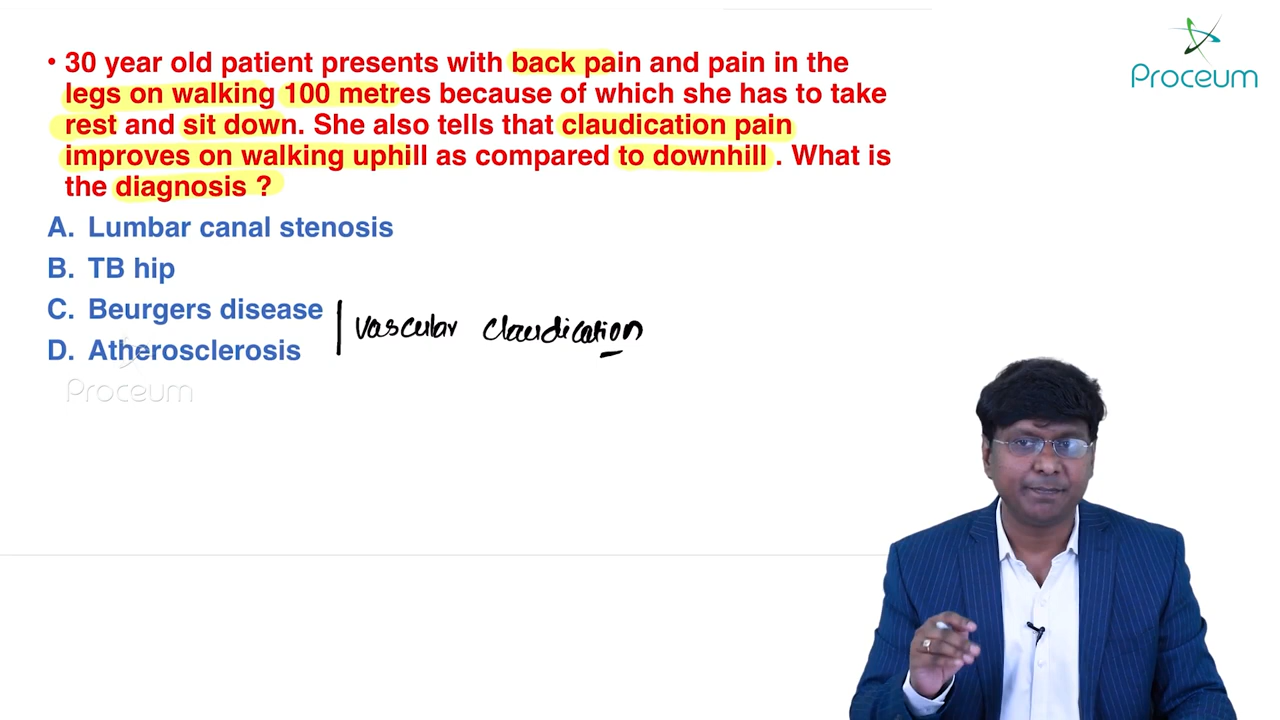 • 30 year old patient presents with back pain and pain in the
legs on walking 100 metres because of which she has to take
rest and sit down. She also tells that claudication pain
improves on walking uphill as compared to downhill . What is
the diagnosis ?
A. Lumbar canal stenosis
B. TB hip
C. Beurgers disease
D. Atherosclerosis
vascular claudication
Proceum
Proceum